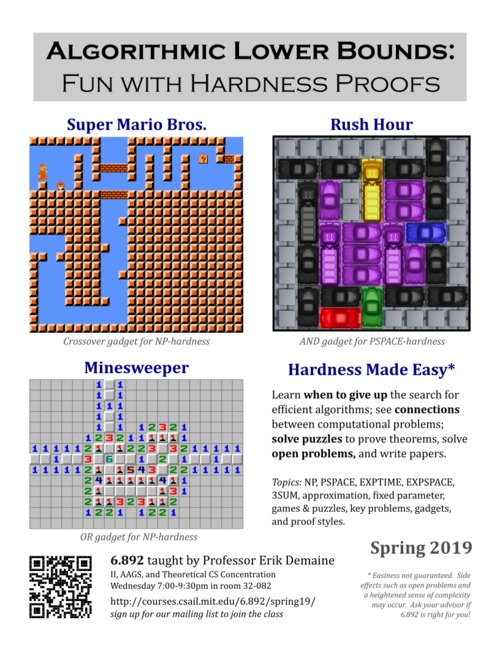 ALGORITHMIC LOWER BOUNDS:
FUN WITH HARDNESS PROOFS
Super Mario Bros.
Rush Hour
Crossover gadget for NP-hardness
AND gadget for PSPACE-hardness
Minesweeper
OR gadget for NP-hardness
Hardness Made Easy*
Learn when to give up the search for
efficient algorithms; see connections
between computational problems;
solve puzzles to prove theorems, solve
open problems, and write papers.
Topics: NP, PSPACE, EXPTIME, EXPSPACE,
3SUM, approximation, fixed parameter,
games & puzzles, key problems, gadgets,
and proof styles.
Spring 2019
6.892 taught by Professor Erik Demaine
II, AAGS, and Theoretical CS Concentration
Wednesday 7:00-9:30pm in room 32-082
http://courses.csail.mit.edu/6.892/spring19/
sign up for our mailing list to join the class
* Easiness not guaranteed. Side
effects such as open problems and
a heightened sense of complexity
may occur. Ask your advisor if
6.892 is right for you!